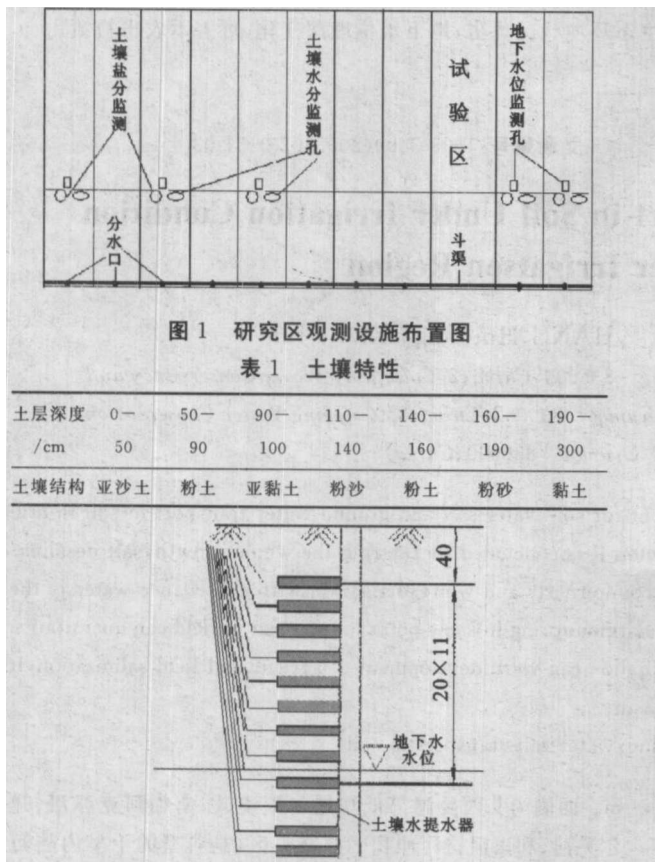 土壤盐分监测
土壤水分监测孔
试验区
地下水位监测孔
分水口
斗渠
图1 研究区观测设施布置图
表1 土壤特性
土层深度 0— 50— 90— 110— 140— 160— 190—
/cm 50 90 100 140 160 190 300
土壤结构 亚沙土 粉土 亚黏土 粉沙 粉土 粉砂 黏土
40
20×11
地下水
水位
土壤水提水器